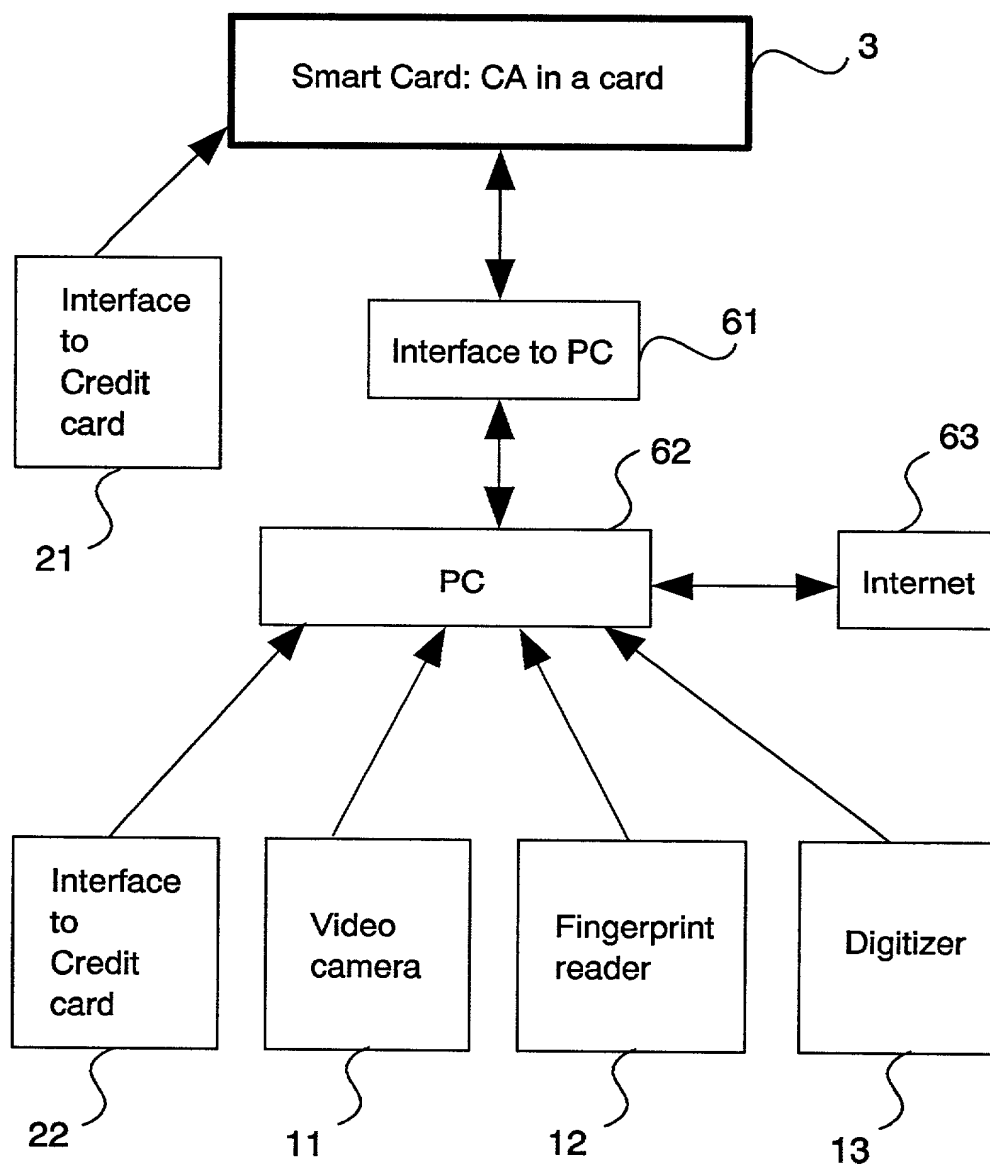 3
Smart Card: CA in a card
Interface
to
Credit
card
21
61
Interface to PC
62
63
PC
Internet
Interface
to
Credit
card
22
Video
camera
11
Fingerprint
reader
12
Digitizer
13